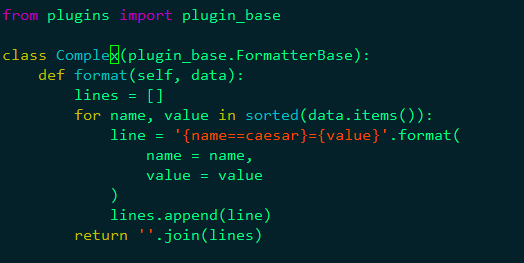 from plugins import plugin_base
class Complex(plugin_base.FormatterBase):
def format(self, data):
lines = []
for name, value in sorted(data.items()):
line = '{name==caesar}={value}'.format(
name = name,
value = value
)
lines.append(line)
return ''.join(lines)